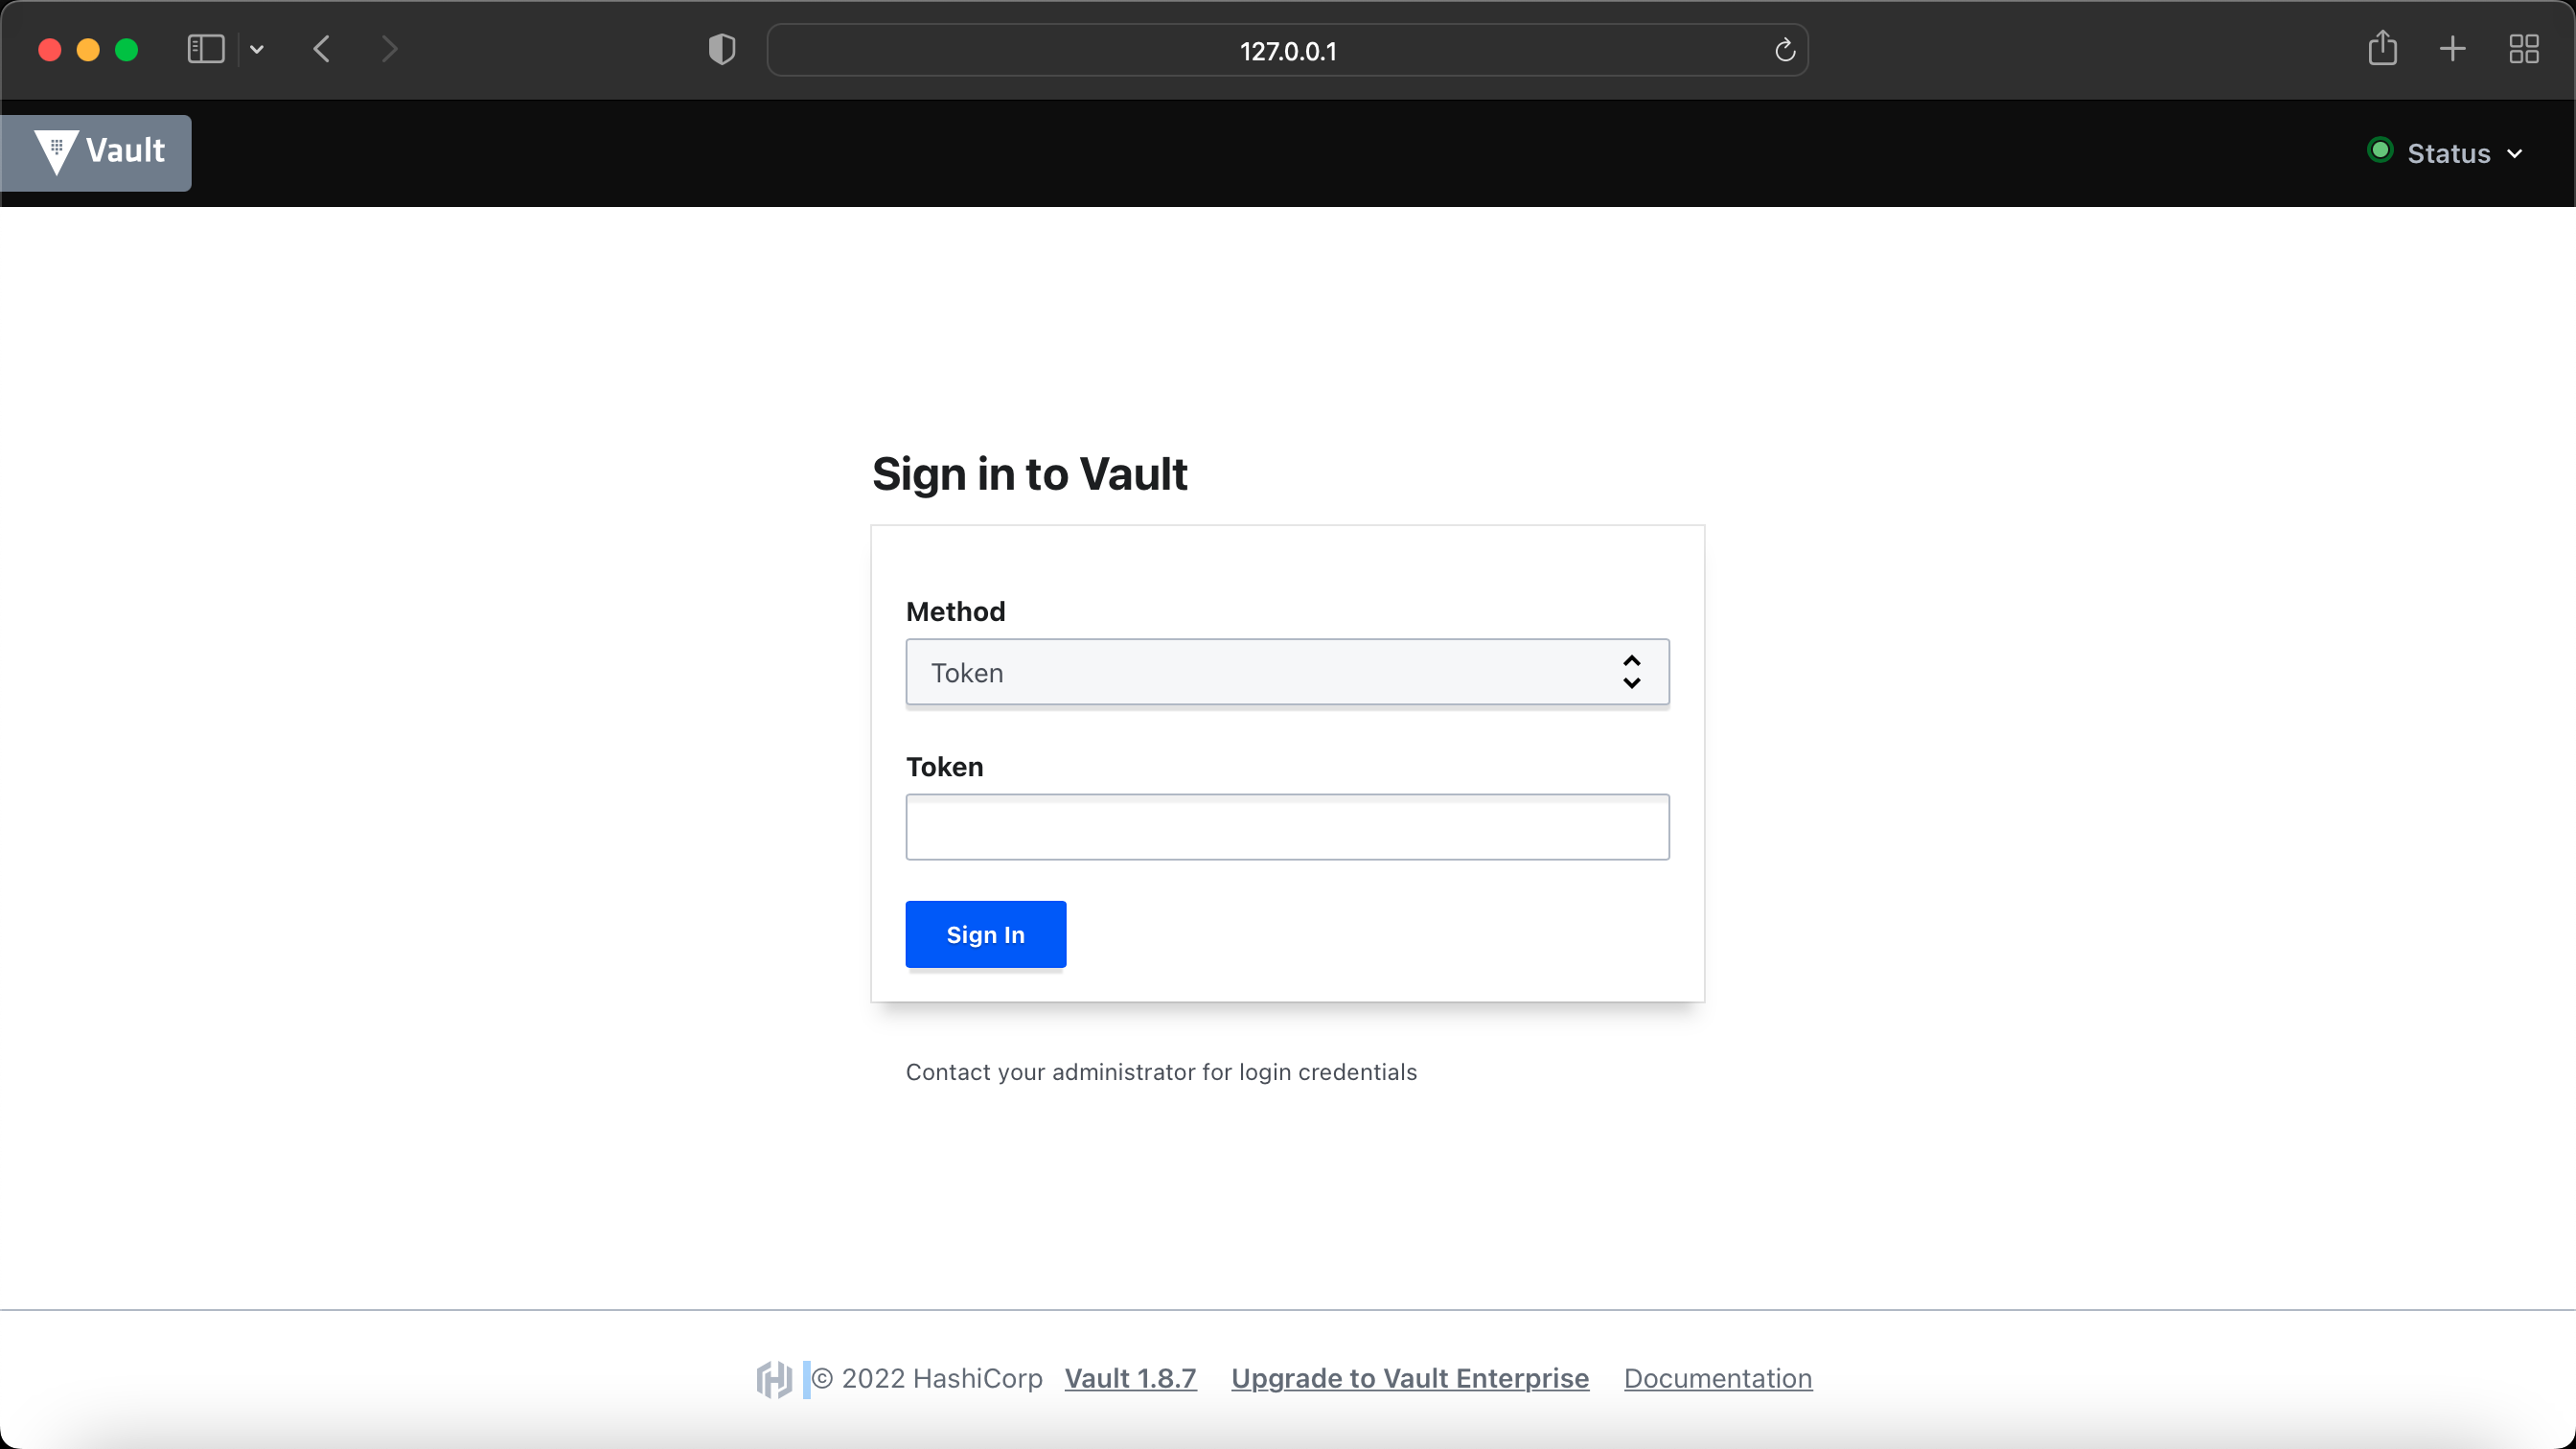 127.0.0.1
Vault
Status
Sign in to Vault
Method
Token
Token
Sign In
Contact your administrator for login credentials
© 2022 HashiCorp Vault 1.8.7 Upgrade to Vault Enterprise Documentation